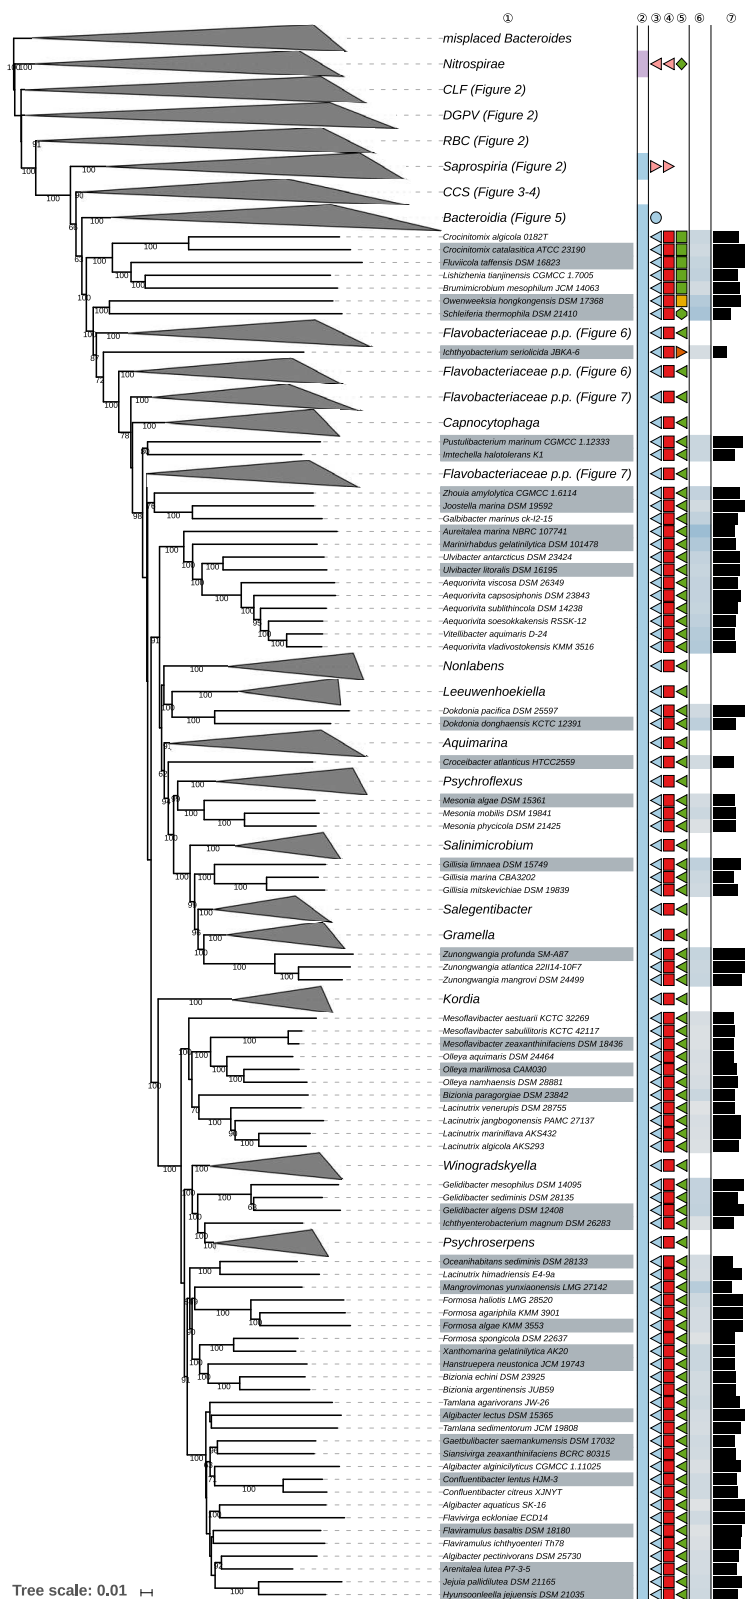 ① ② ③ ④ ⑤ ⑥ ⑦
misplaced Bacteroides
Nitrospirae
CLF (Figure 2)
DGPV (Figure 2)
RBC (Figure 2)
Saprospiria (Figure 2)
CCS (Figure 3-4)
Bacteroidia (Figure 5)
Crocinitomix algicola 0182T
Crocinitomix catalasitica ATCC 23190
Fluviicola taffensis DSM 16823
Lishizhenia tianjinensis CGMCC 1.7005
Brumimicrobium mesophilum JCM 14063
Owenweeksia hongkongensis DSM 17368
Schleiferia thermophila DSM 21410
Flavobacteriaceae p.p. (Figure 6)
Ichthyobacterium seriolicida JBKA-6
Flavobacteriaceae p.p. (Figure 6)
Flavobacteriaceae p.p. (Figure 7)
Capnocytophaga
Pustulibacterium marinum CGMCC 1.12333
Imtechella halotolerans K1
Flavobacteriaceae p.p. (Figure 7)
Zhouia amylolytica CGMCC 1.6114
Joostella marina DSM 19592
Galbibacter marinus ck-I2-15
Aureitalea marina NBRC 107741
Marinirhabdus gelatinilytica DSM 101478
Ulvibacter antarcticus DSM 23424
Ulvibacter litoralis DSM 16195
Aequorivita viscosa DSM 26349
Aequorivita capsosiphonis DSM 23843
Aequorivita sublithincola DSM 14238
Aequorivita soesokkakensis RSSK-12
Vitellibacter aquimaris D-24
Aequorivita vladivostokensis KMM 3516
Nonlabens
Leeuwenhoekiella
Dokdonia pacifica DSM 25597
Dokdonia donghaensis KCTC 12391
Aquimarina
Croceibacter atlanticus HTCC2559
Psychroflexus
Mesonia algae DSM 15361
Mesonia mobilis DSM 19841
Mesonia phycicola DSM 21425
Salinimicrobium
Gillisia limnaea DSM 15749
Gillisia marina CBA3202
Gillisia mitskevichiae DSM 19839
Salegentibacter
Gramella
Zunongwangia profunda SM-A87
Zunongwangia atlantica 22II14-10F7
Zunongwangia mangrovi DSM 24499
Kordia
Mesoflavibacter aestuarii KCTC 32269
Mesoflavibacter sabulilitoris KCTC 42117
Mesoflavibacter zeaxanthinifaciens DSM 18436
Olleya aquimaris DSM 24464
Olleya marilimosa CAM030
Olleya namhaensis DSM 28881
Bizionia paragorgiae DSM 23842
Lacinutrix venerupis DSM 28755
Lacinutrix jangbogonensis PAMC 27137
Lacinutrix mariniflava AKS432
Lacinutrix algicola AKS293
Winogradskyella
Gelidibacter mesophilus DSM 14095
Gelidibacter sediminis DSM 28135
Gelidibacter algens DSM 12408
Ichthyenterobacterium magnum DSM 26283
Psychroserpens
Oceanihabitans sediminis DSM 28133
Lacinutrix himadriensis E4-9a
Mangrovimonas yunxiaonensis LMG 27142
Formosa haliotis LMG 28520
Formosa agariphila KMM 3901
Formosa algae KMM 3553
Formosa spongicola DSM 22637
Xanthomarina gelatinilytica AK20
Hanstruepera neustonica JCM 19743
Bizionia echini DSM 23925
Bizionia argentinensis JUB59
Tamlana agarivorans JW-26
Algibacter lectus DSM 15365
Tamlana sedimentorum JCM 19808
Gaetbulibacter saemankumensis DSM 17032
Siansivirga zeaxanthinifaciens BCRC 80315
Algibacter alginicilyticus CGMCC 1.11025
Confluentibacter lentus HJM-3
Confluentibacter citreus XJNYT
Algibacter aquaticus SK-16
Flavivirga eckloniae ECD14
Flaviramulus basaltis DSM 18180
Flaviramulus ichthyoenteri Th78
Algibacter pectinivorans DSM 25730
Arenitalea lutea P7-3-5
Jejuia pallidilutea DSM 21165
Hyunsoonleella jejuensis DSM 21035
Tree scale: 0.01